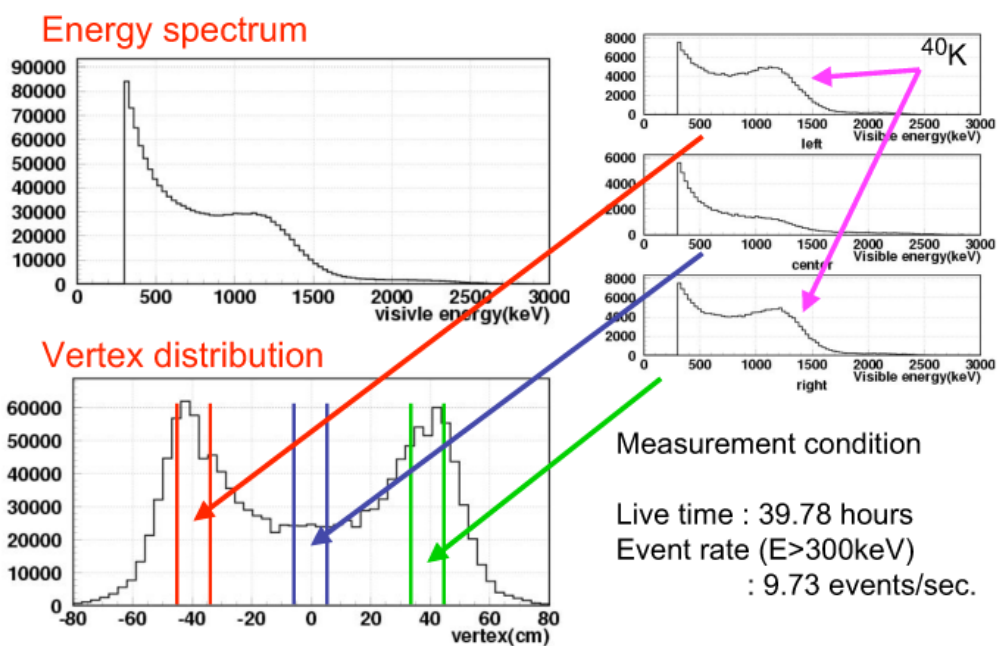 Energy spectrum
90000
80000
70000
60000
50000
40000
30000
20000
10000
0
0 500 1000 1500 2000 2500 3000
visivle energy(keV)
8000
6000
4000
2000
0
40K
0 500 1000 1500 2000 2500 3000
Visible energy(keV)
left
6000
4000
2000
0
0 500 1000 1500 2000 2500 3000
Visible energy(keV)
center
8000
6000
4000
2000
0
0 500 1000 1500 2000 2500 3000
Visible energy(keV)
right
Vertex distribution
60000
50000
40000
30000
20000
10000
0
-80 -60 -40 -20 0 20 40 60 80
vertex(cm)
Measurement condition
Live time : 39.78 hours
Event rate (E>300keV)
: 9.73 events/sec.